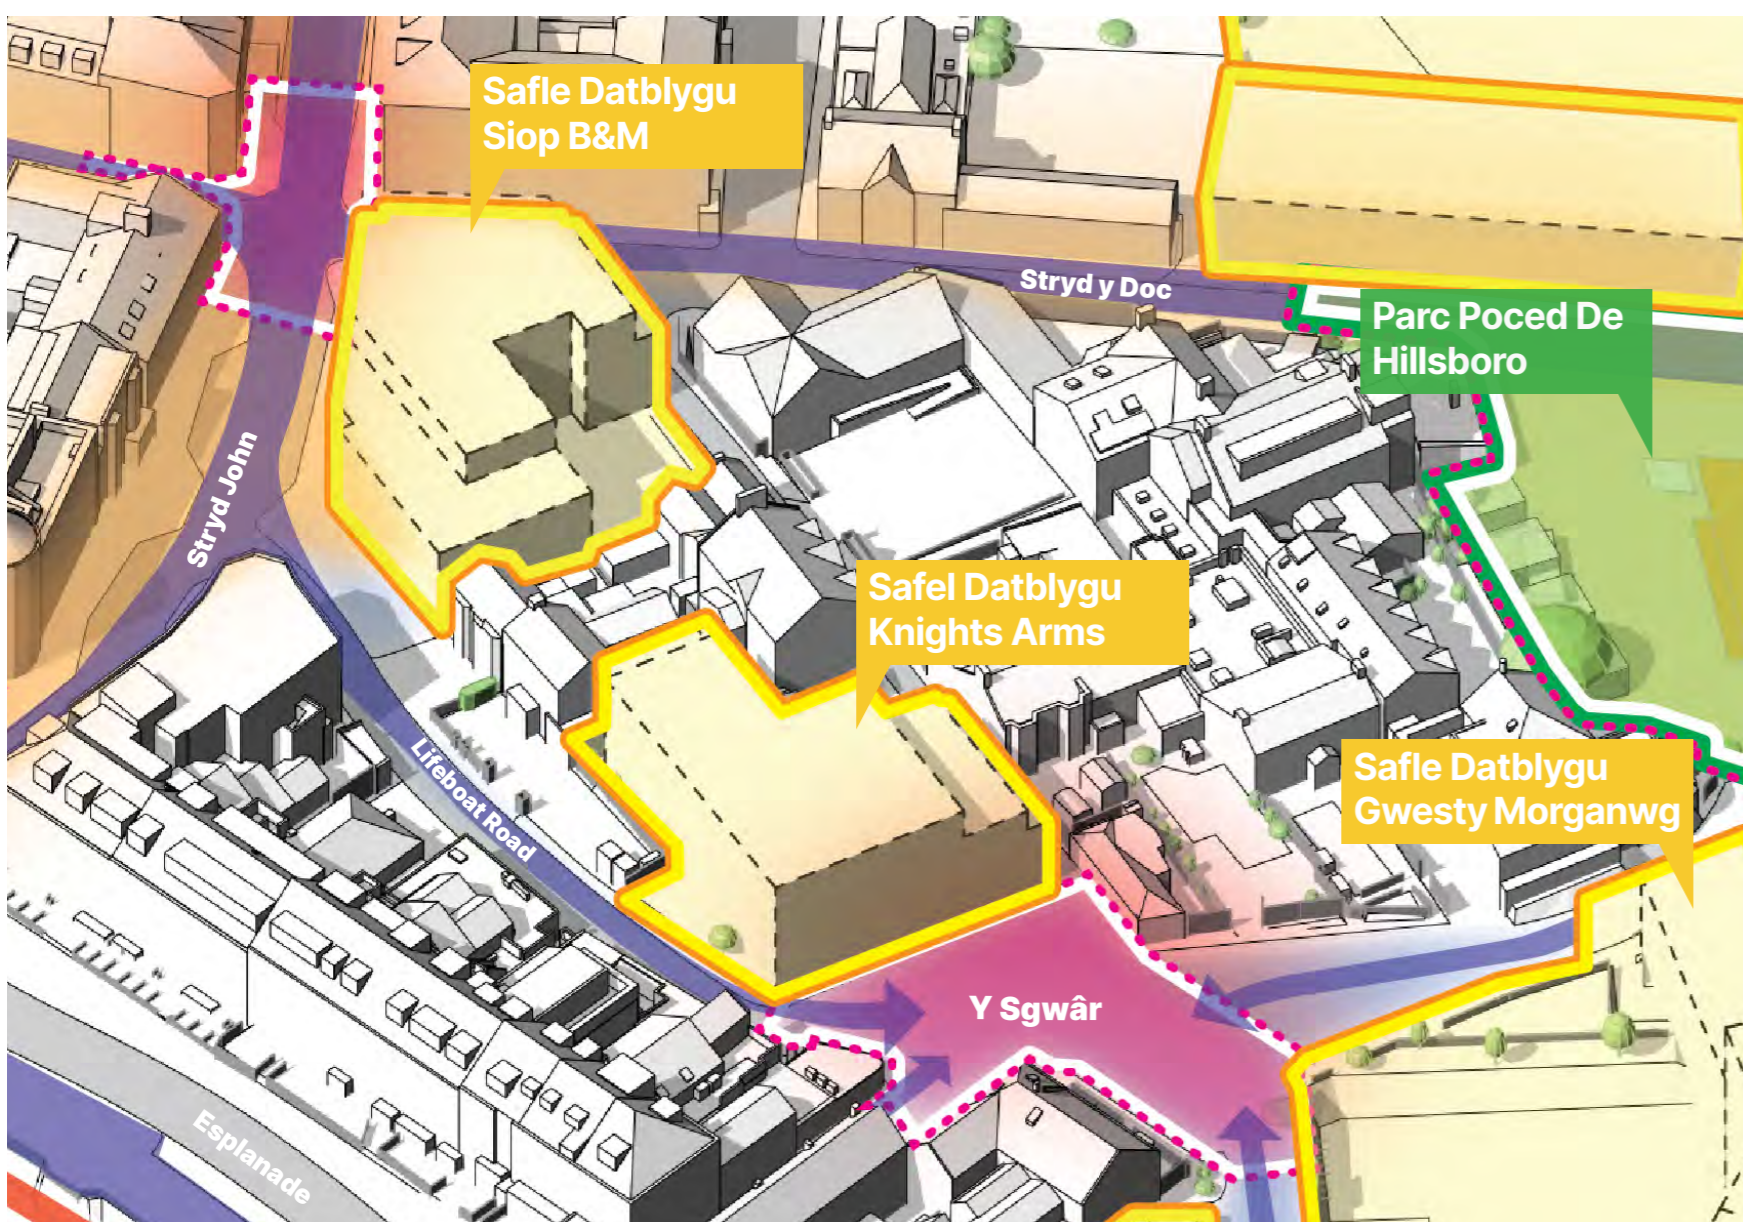 Safle Datblygu
Siop B&M
Stryd y Doc
Parc Poced De
Hillsboro
Stryd John
Safel Datblygu
Knights Arms
Lifeboat Road
Safle Datblygu
Gwesty Morganwg
Y Sgwâr
Esplanade